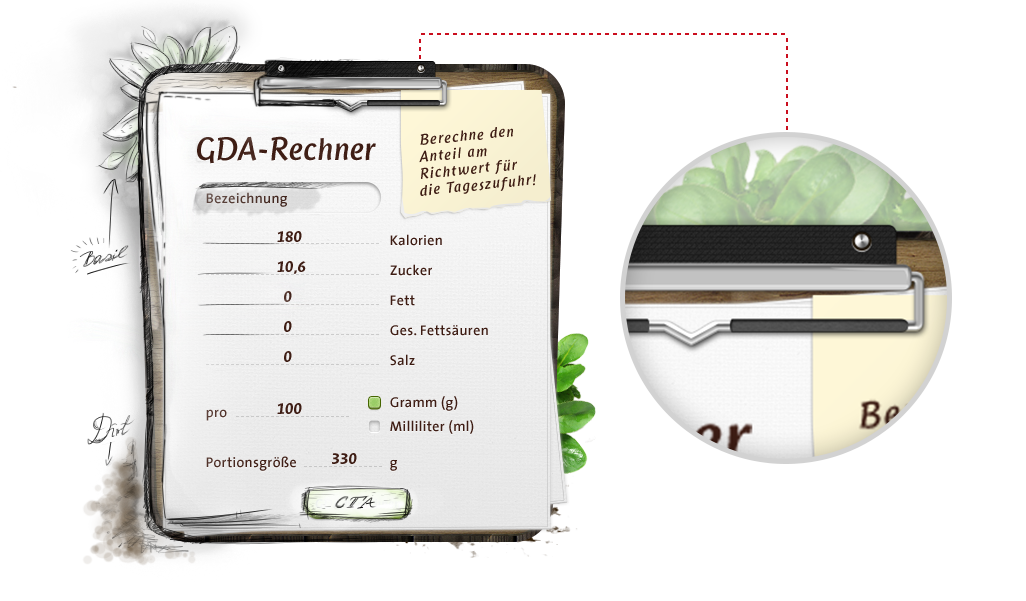 GDA-Rechner
Berechne den
Anteil am
Richtwert für
die Tageszufuhr!
Bezeichnung
180 Kalorien
10,6 Zucker
0 Fett
0 Ges. Fettsäuren
0 Salz
pro 100 Gramm (g)
Milliliter (ml)
Portionsgröße 330 g
CTA
Basil
Dirt
er
Be